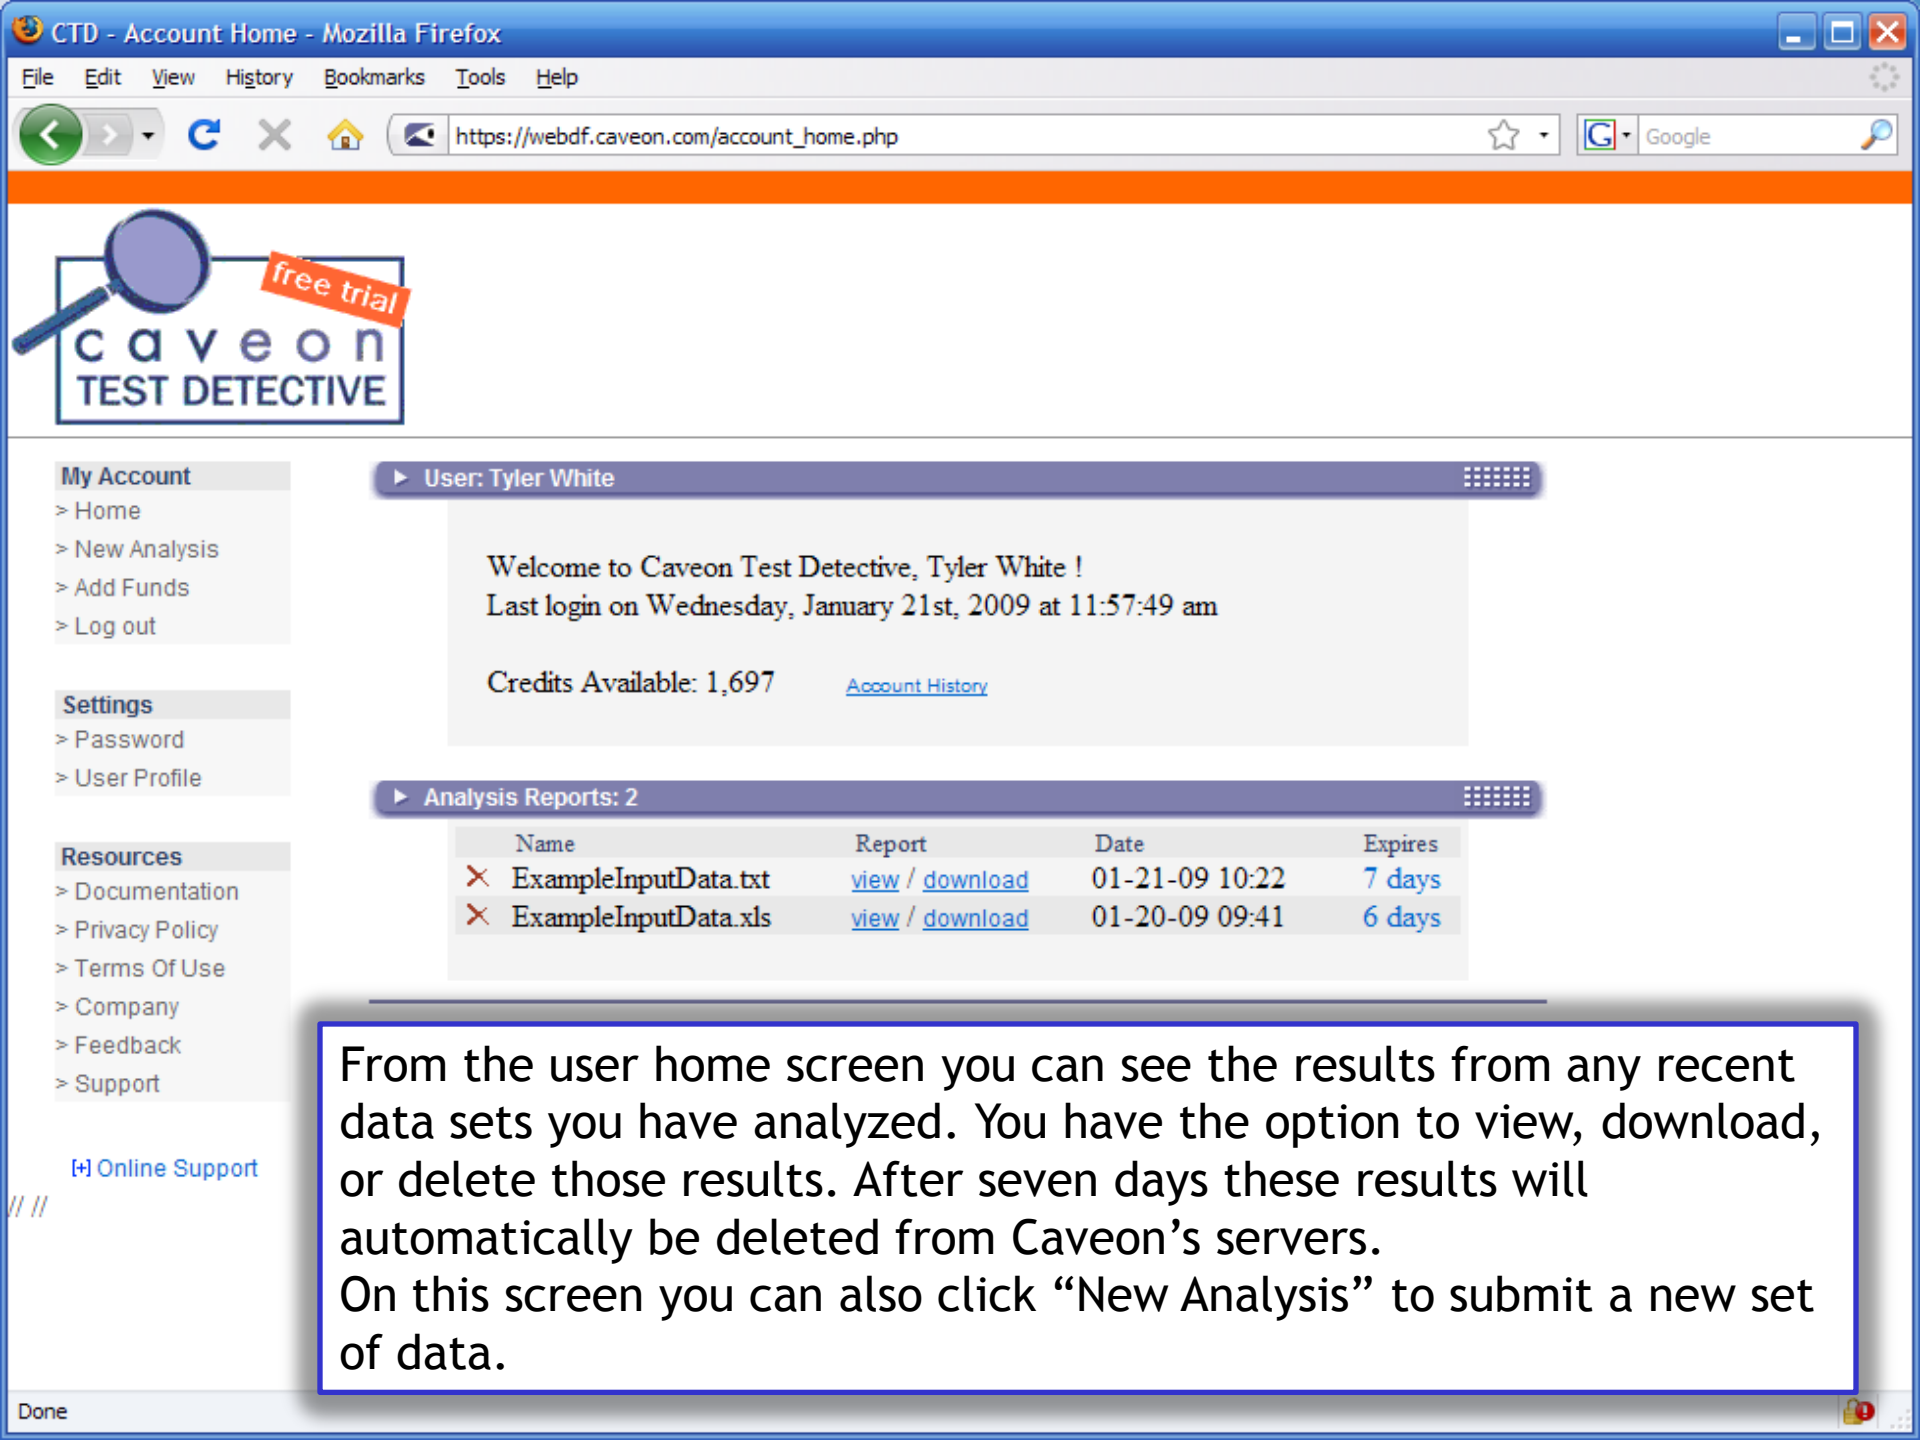 CTD - Account Home - Mozilla Firefox
File Edit View History Bookmarks Tools Help
https://webdf.caveon.com/account_home.php
G Google
free trial
caveon
TEST DETECTIVE
My Account
> Home
> New Analysis
> Add Funds
> Log out
Settings
> Password
> User Profile
Resources
> Documentation
> Privacy Policy
> Terms Of Use
> Company
> Feedback
> Support
[+] Online Support
// //
User: Tyler White
Welcome to Caveon Test Detective, Tyler White !
Last login on Wednesday, January 21st, 2009 at 11:57:49 am
Credits Available: 1,697 Account History
Analysis Reports: 2
Name Report Date Expires
ExampleInputData.txt view / download 01-21-09 10:22 7 days
ExampleInputData.xls view / download 01-20-09 09:41 6 days
From the user home screen you can see the results from any recent
data sets you have analyzed. You have the option to view, download,
or delete those results. After seven days these results will
automatically be deleted from Caveon’s servers.
On this screen you can also click “New Analysis” to submit a new set
of data.
Done